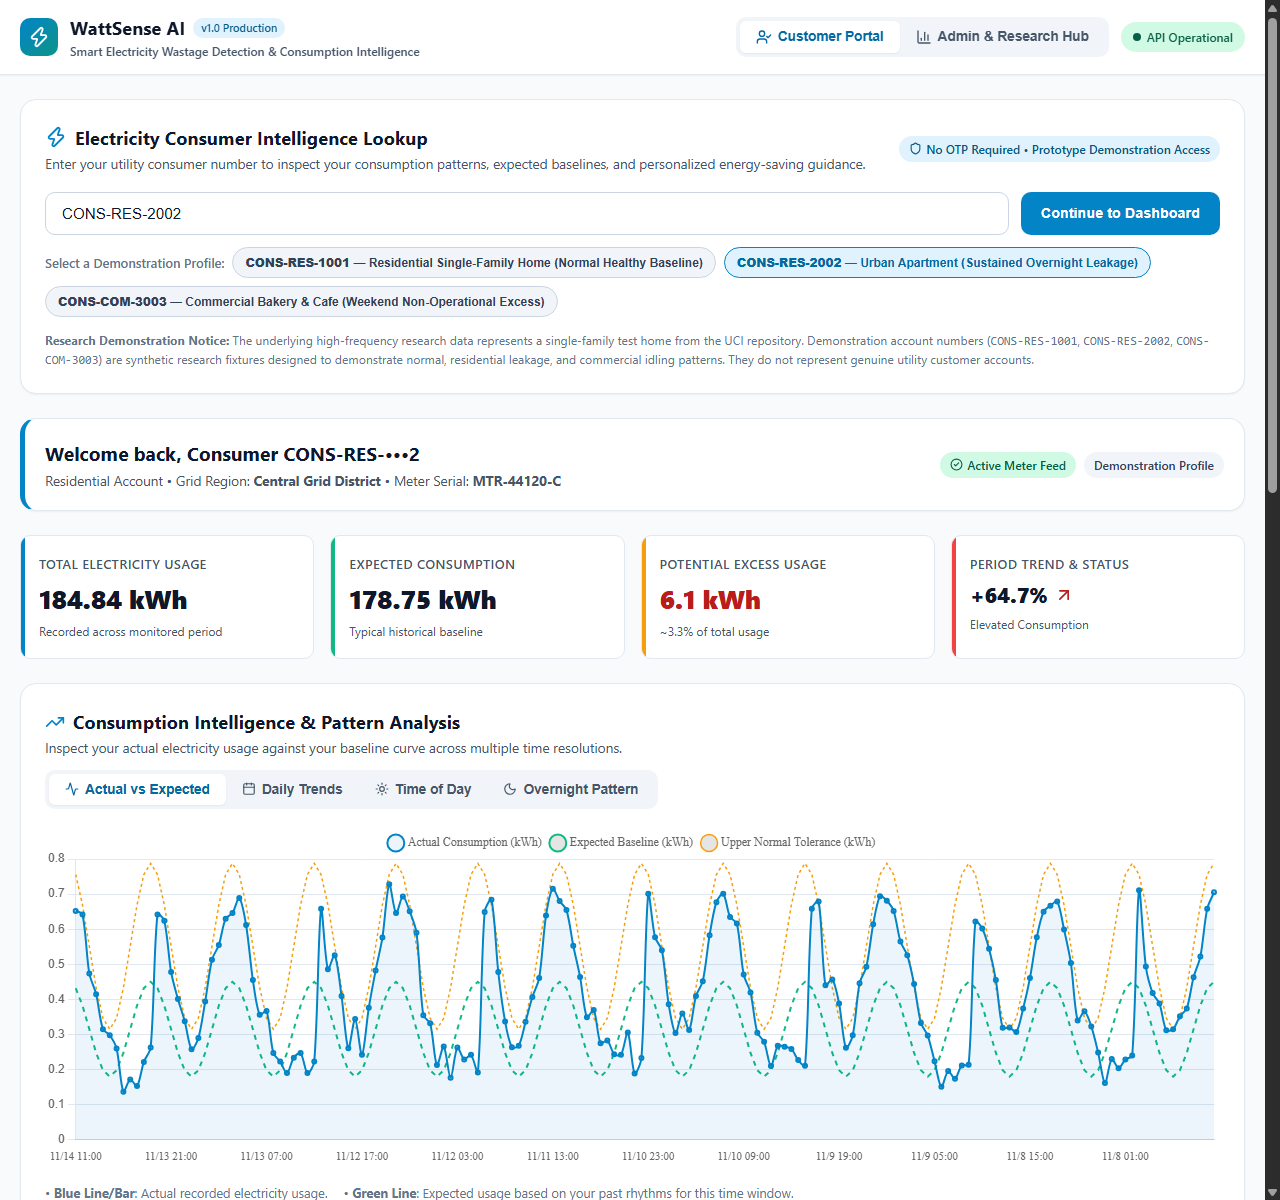 WattSense AI v1.0 Production
Smart Electricity Wastage Detection & Consumption Intelligence
Customer Portal
Admin & Research Hub
API Operational
Electricity Consumer Intelligence Lookup
Enter your utility consumer number to inspect your consumption patterns, expected baselines, and personalized energy-saving guidance.
No OTP Required • Prototype Demonstration Access
CONS-RES-2002
Continue to Dashboard
Select a Demonstration Profile:
CONS-RES-1001 — Residential Single-Family Home (Normal Healthy Baseline)
CONS-RES-2002 — Urban Apartment (Sustained Overnight Leakage)
CONS-COM-3003 — Commercial Bakery & Cafe (Weekend Non-Operational Excess)
Research Demonstration Notice: The underlying high-frequency research data represents a single-family test home from the UCI repository. Demonstration account numbers (CONS-RES-1001, CONS-RES-2002, CONS-
COM-3003) are synthetic research fixtures designed to demonstrate normal, residential leakage, and commercial idling patterns. They do not represent genuine utility customer accounts.
Welcome back, Consumer CONS-RES-•••2
Residential Account • Grid Region: Central Grid District • Meter Serial: MTR-44120-C
Active Meter Feed
Demonstration Profile
TOTAL ELECTRICITY USAGE
184.84 kWh
Recorded across monitored period
EXPECTED CONSUMPTION
178.75 kWh
Typical historical baseline
POTENTIAL EXCESS USAGE
6.1 kWh
~3.3% of total usage
PERIOD TREND & STATUS
+64.7%
Elevated Consumption
Consumption Intelligence & Pattern Analysis
Inspect your actual electricity usage against your baseline curve across multiple time resolutions.
Actual vs Expected
Daily Trends
Time of Day
Overnight Pattern
Actual Consumption (kWh)
Expected Baseline (kWh)
Upper Normal Tolerance (kWh)
0.8
0.7
0.6
0.5
0.4
0.3
0.2
0.1
0
11/14 11:00
11/13 21:00
11/13 07:00
11/12 17:00
11/12 03:00
11/11 13:00
11/10 23:00
11/10 09:00
11/9 19:00
11/9 05:00
11/8 15:00
11/8 01:00
• Blue Line/Bar: Actual recorded electricity usage.
• Green Line: Expected usage based on your past rhythms for this time window.